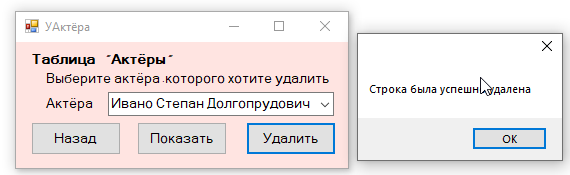 УАктёра
Таблица "Актёры"
Выберите актёра .которого хотите удалить
Актёра
Ивано Степан Долгопрудович
Назад
Показать
Удалить
Строка была успешно удалена
OK